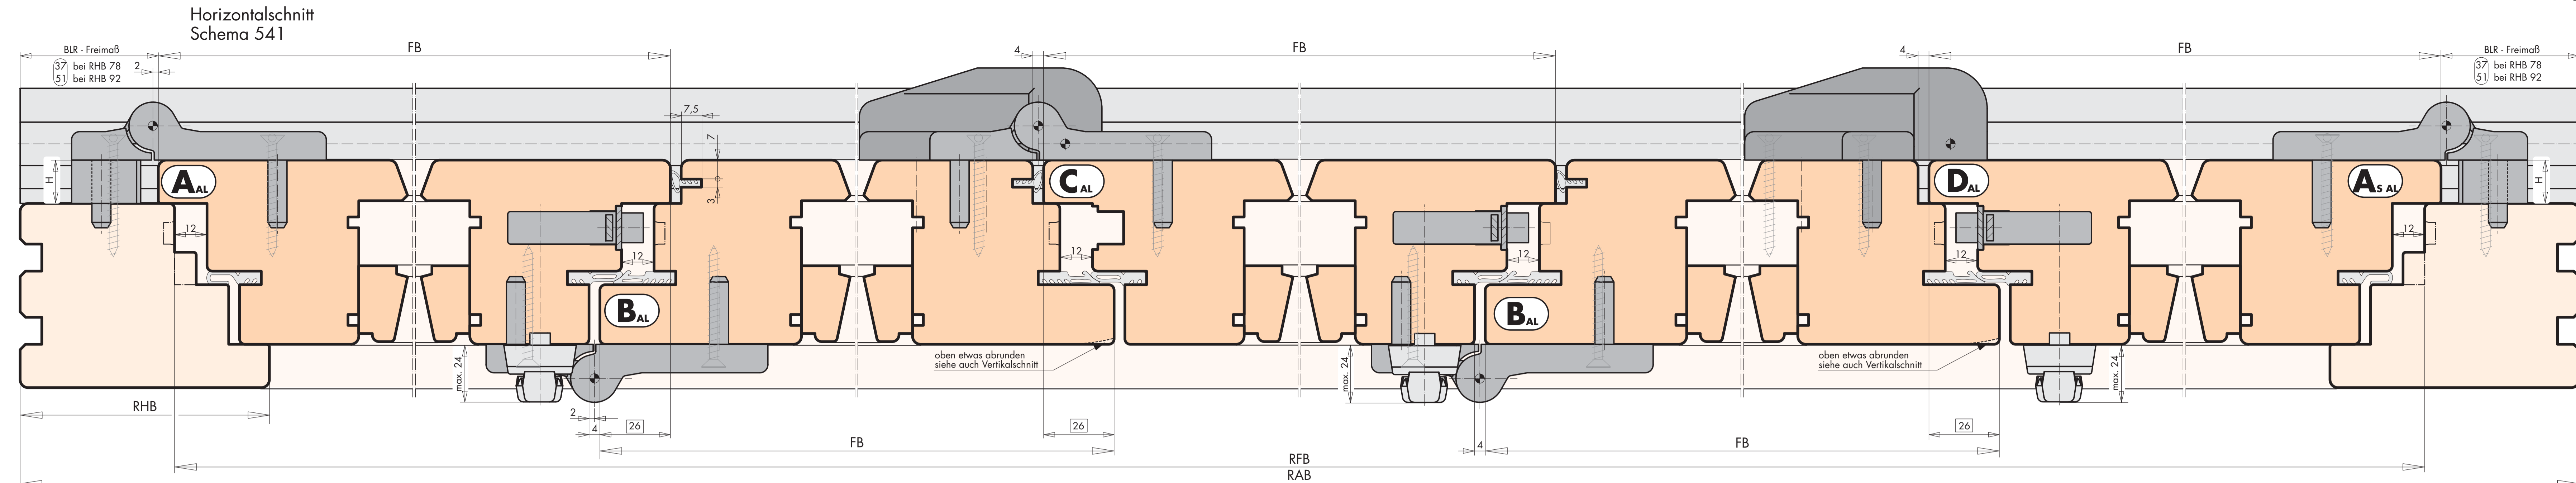 Horizontalschnitt
Schema 541
BLR - Freimaß
37 bei RHB 78
51 bei RHB 92
2
FB
4
FB
4
FB
BLR - Freimaß
37 bei RHB 78
51 bei RHB 92
7,5
7
3
H
A AL
C AL
D AL
A S AL
H
12
12
12
12
12
12
B AL
B AL
oben etwas abrunden
siehe auch Vertikalschnitt
oben etwas abrunden
siehe auch Vertikalschnitt
max. 24
max. 24
max. 24
RHB
2
4
26
26
4
26
FB
FB
RFB
RAB